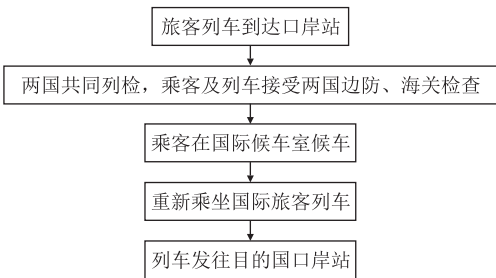 旅客列车到达口岸站
两国共同列检，乘客及列车接受两国边防、海关检查
乘客在国际候车室候车
重新乘坐国际旅客列车
列车发往目的国口岸站